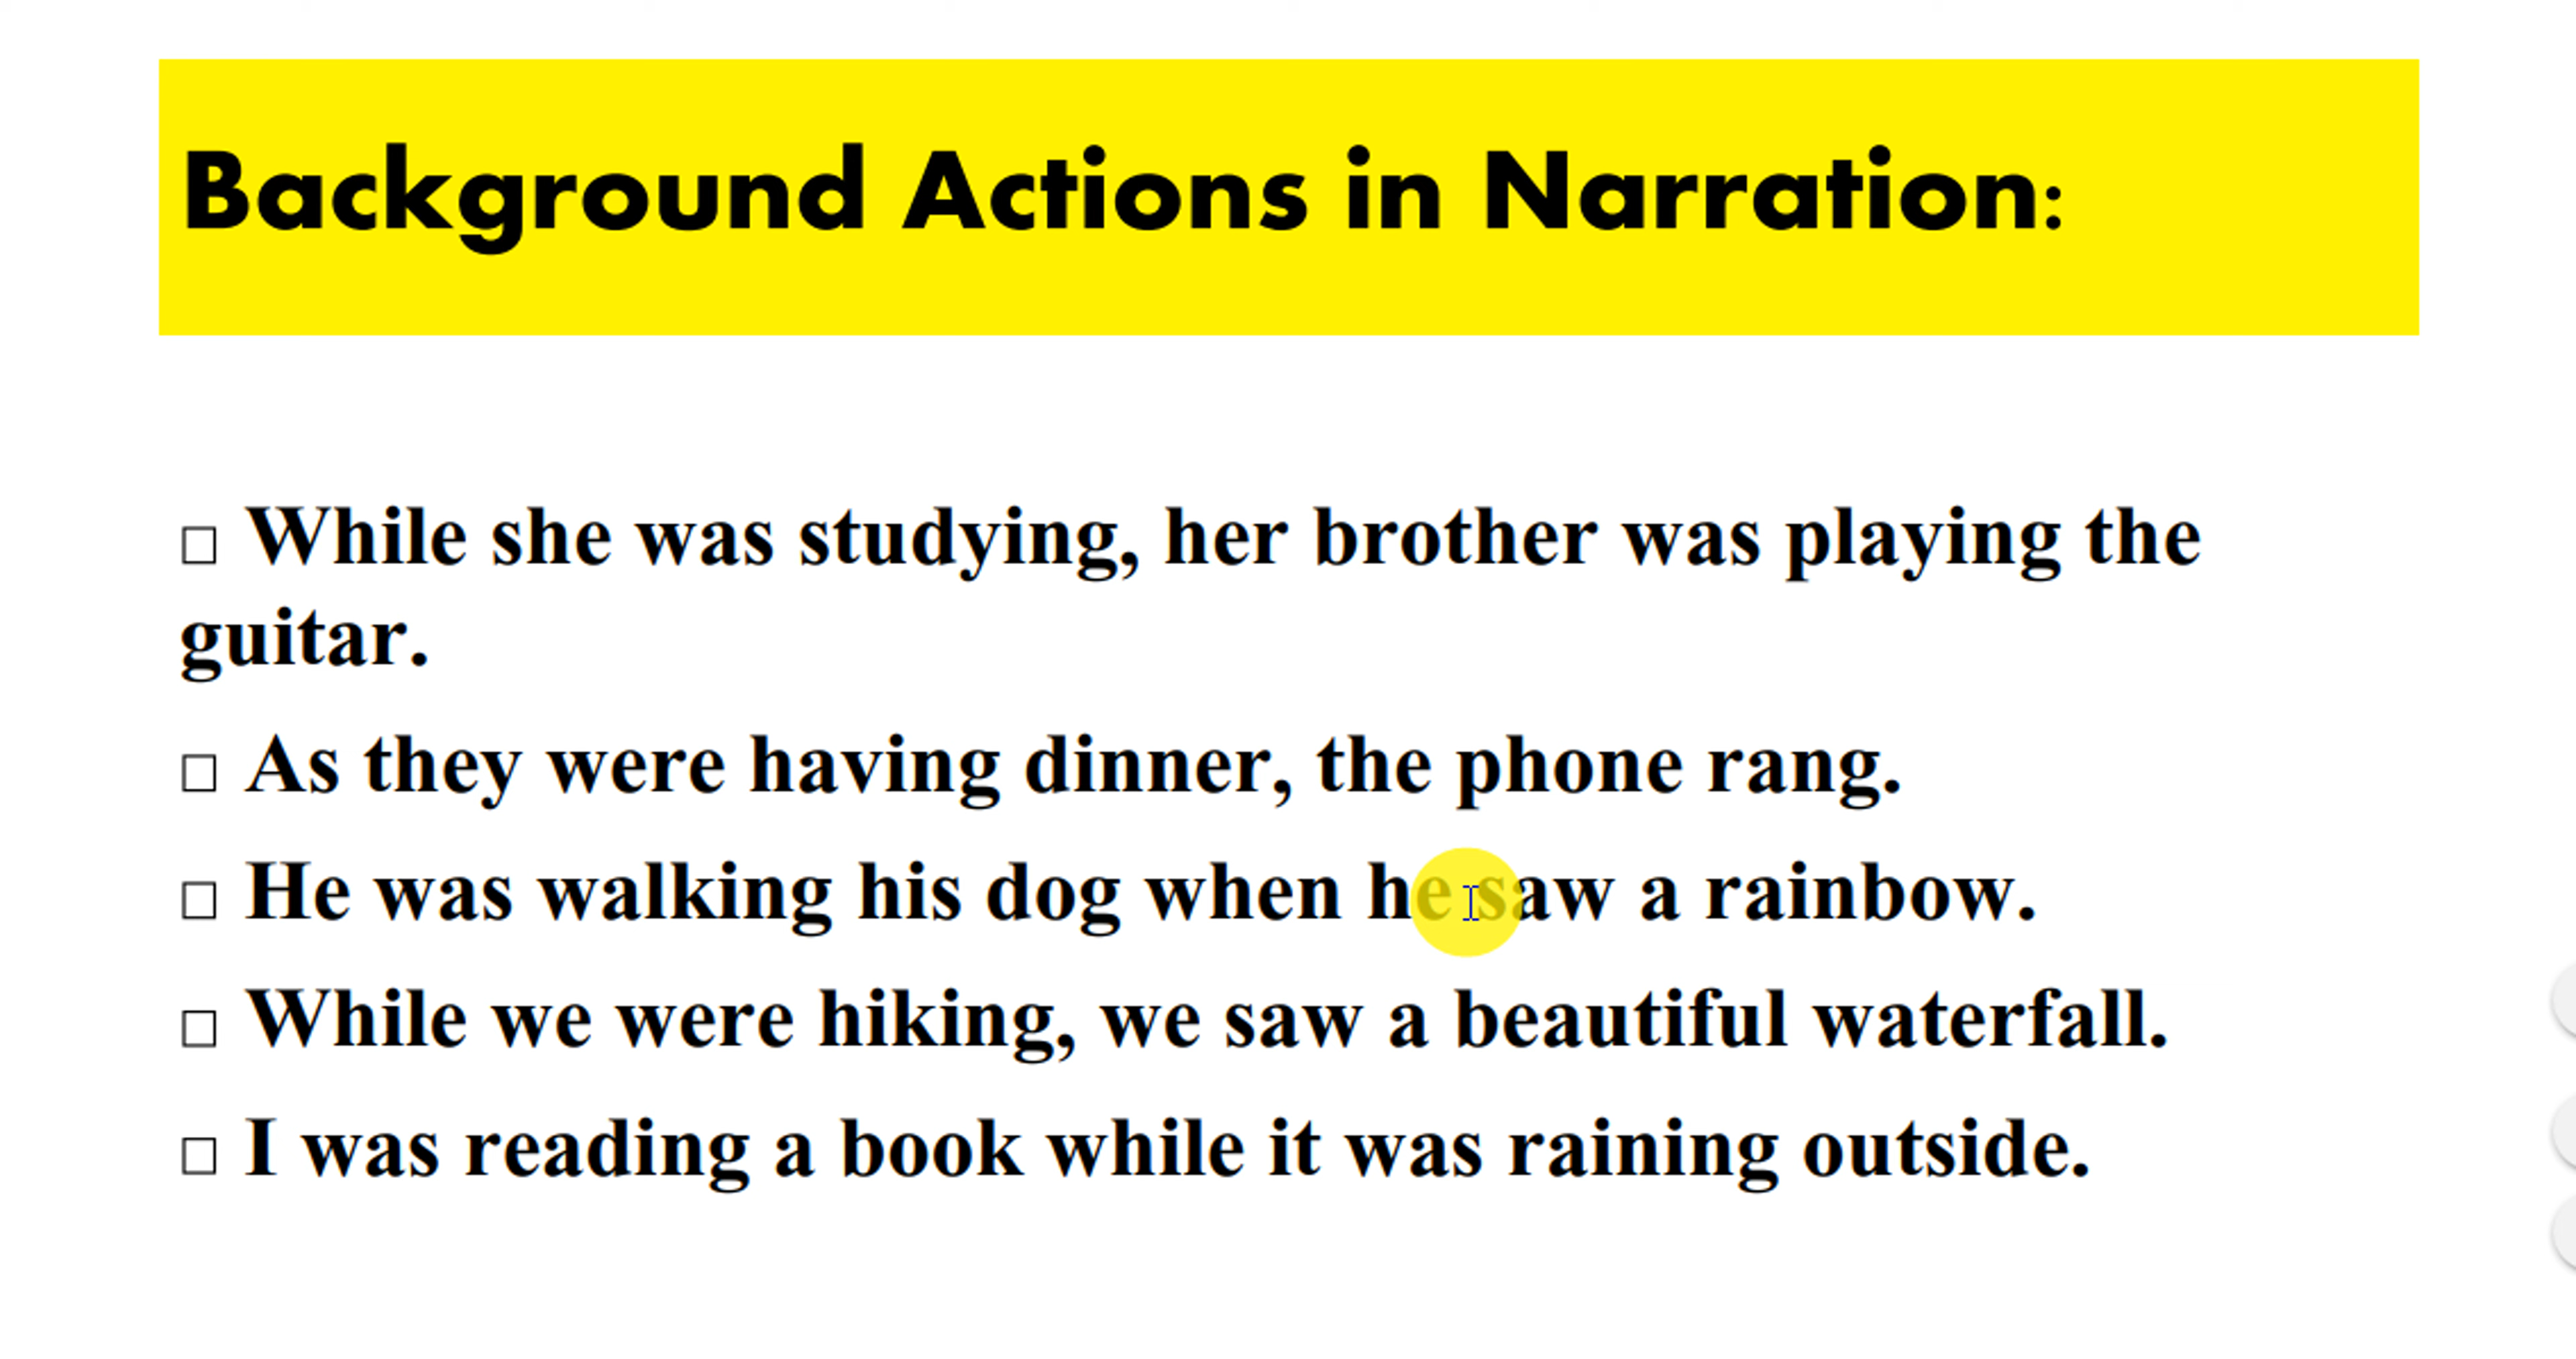 Background Actions in Narration:
□ While she was studying, her brother was playing the
guitar.
□ As they were having dinner, the phone rang.
□ He was walking his dog when he saw a rainbow.
□ While we were hiking, we saw a beautiful waterfall.
□ I was reading a book while it was raining outside.